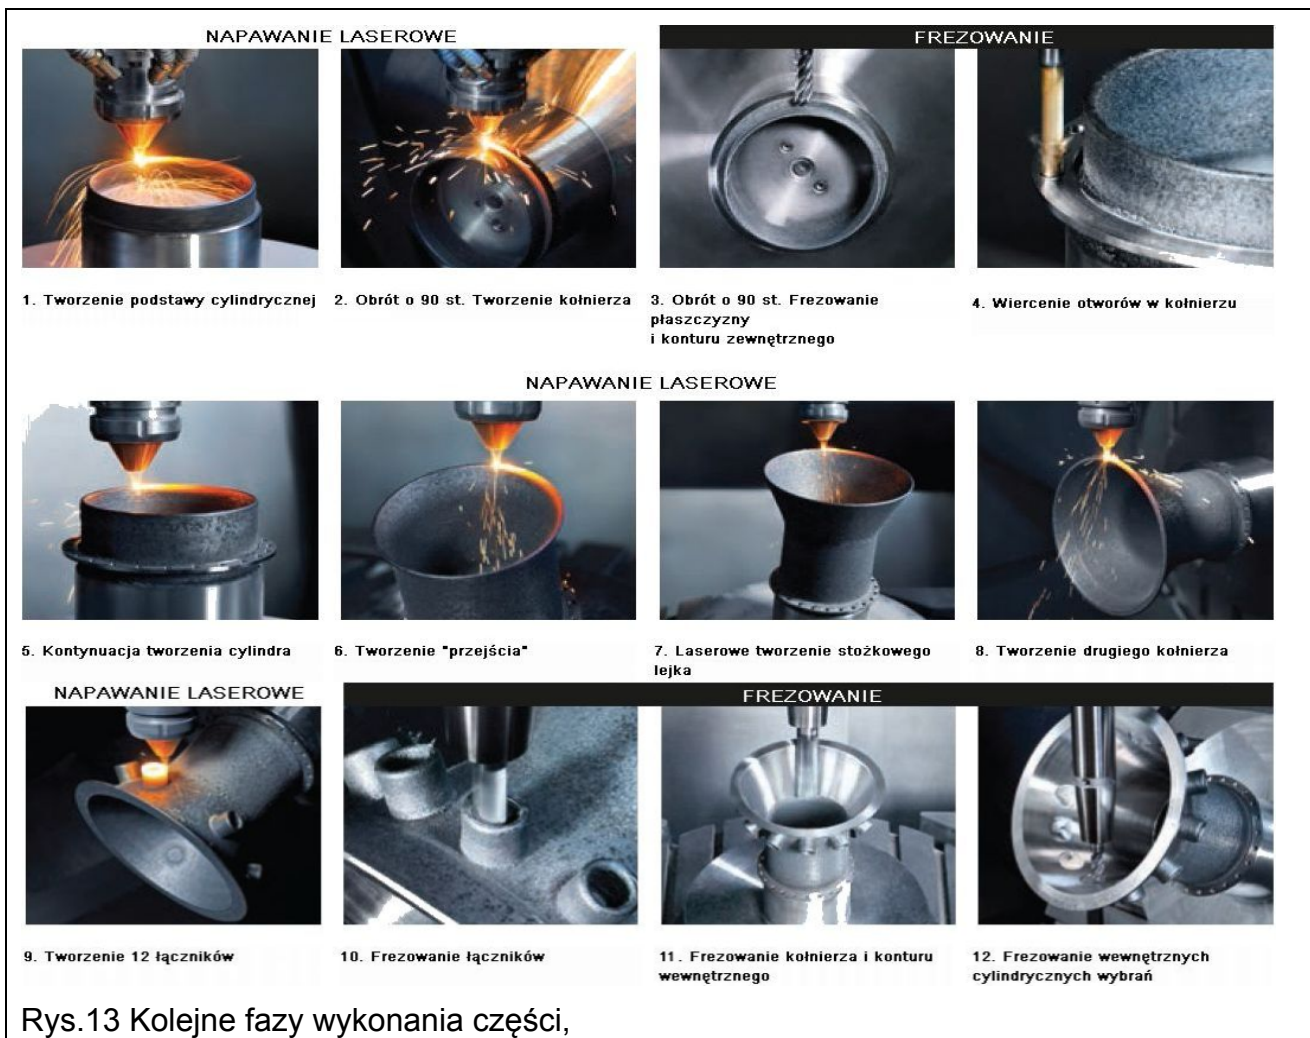 NAPAWANIE LASEROWE
FREZOWANIE
1. Tworzenie podstawy cylindrycznej
2. Obrót o 90 st. Tworzenie kołnierza
3. Obrót o 90 st. Frezowanie
płaszczyzny
i konturu zewnętrznego
4. Wiercenie otworów w kołnierzu
NAPAWANIE LASEROWE
5. Kontynuacja tworzenia cylindra
6. Tworzenie "przejścia"
7. Laserowe tworzenie stożkowego
lejka
8. Tworzenie drugiego kołnierza
NAPAWANIE LASEROWE
FREZOWANIE
9. Tworzenie 12 łączników
10. Frezowanie łączników
11. Frezowanie kołnierza i konturu
wewnętrznego
12. Frezowanie wewnętrznych
cylindrycznych wybrań
Rys.13 Kolejne fazy wykonania części,